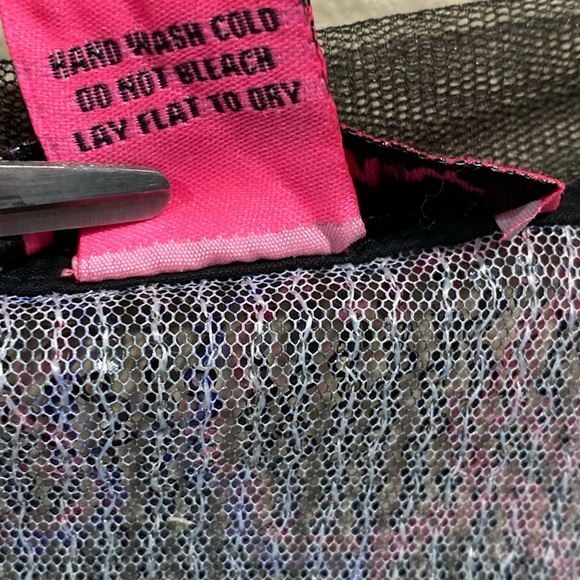 HAND WASH COLD
DO NOT BLEACH
LAY FLAT TO DRY